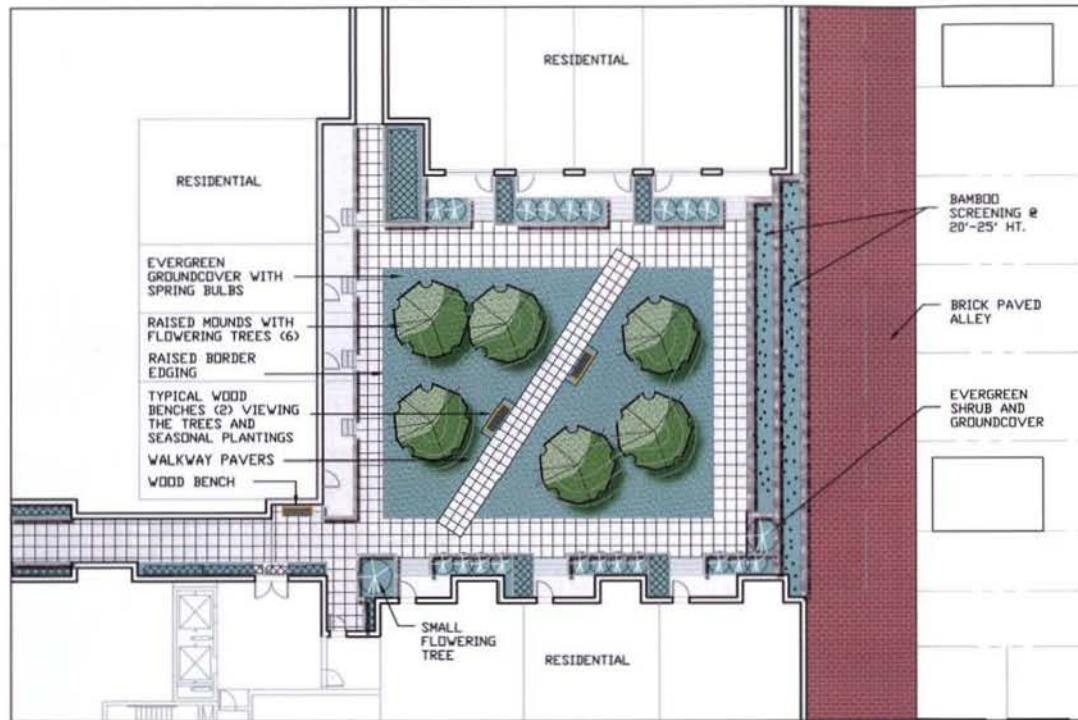 RESIDENTIAL
RESIDENTIAL
EVERGREEN
GROUNDCOVER WITH
SPRING BULBS
RAISED MOUNDS WITH
FLOWERING TREES (6)
RAISED BORDER
EDGING
TYPICAL WOOD
BENCHES (2) VIEWING
THE TREES AND
SEASONAL PLANTINGS
WALKWAY PAVERS
WOOD BENCH
BAMBOO
SCREENING @
20'-25' HT.
BRICK PAVED
ALLEY
EVERGREEN
SHRUB AND
GROUNDCOVER
SMALL
FLOWERING
TREE
RESIDENTIAL